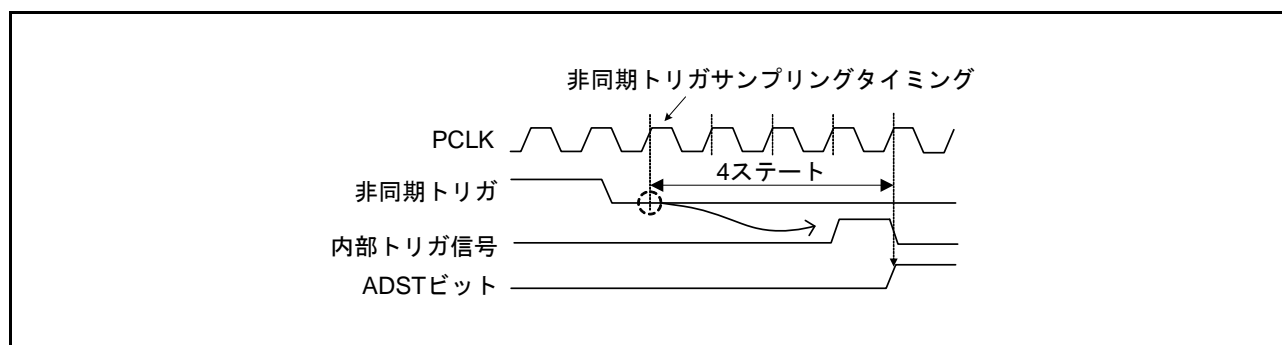 非同期トリガサンプリングタイミング
PCLK
4ステート
非同期トリガ
内部トリガ信号
ADSTビット